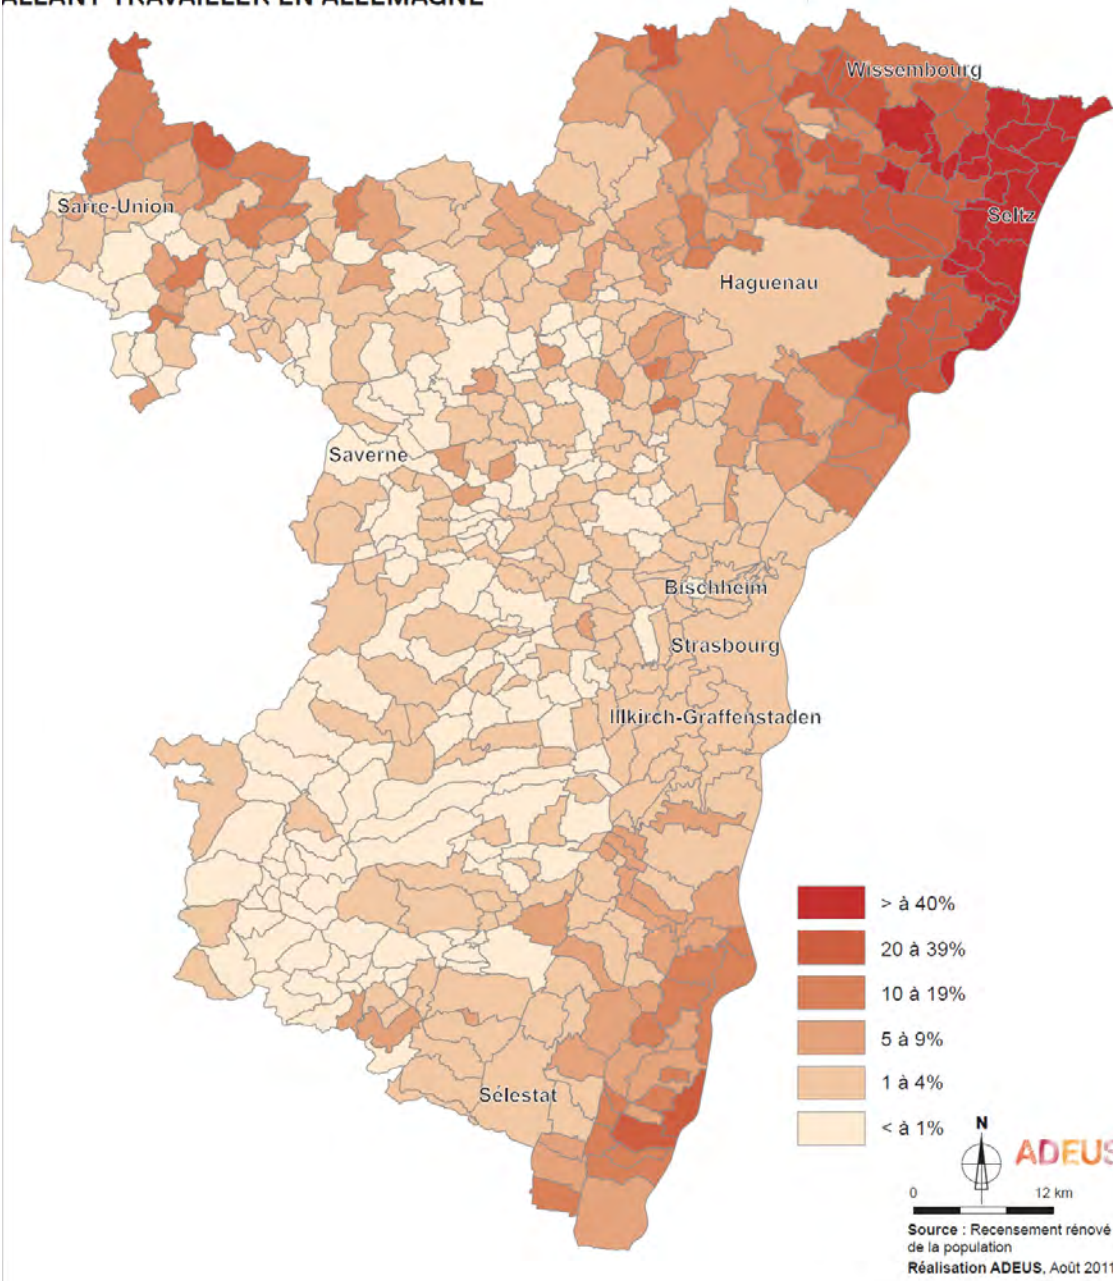 ALLANT TRAVAILLER EN ALLEMAGNE
Wissembourg
Sarre-Union
Seltz
Haguenau
Saverne
Bischheim
Strasbourg
Illkirch-Graffenstaden
> à 40%
20 à 39%
10 à 19%
5 à 9%
1 à 4%
< à 1%
Sélestat
N
ADEUS
0 12 km
Source : Recensement rénové
de la population
Réalisation ADEUS, Août 2011